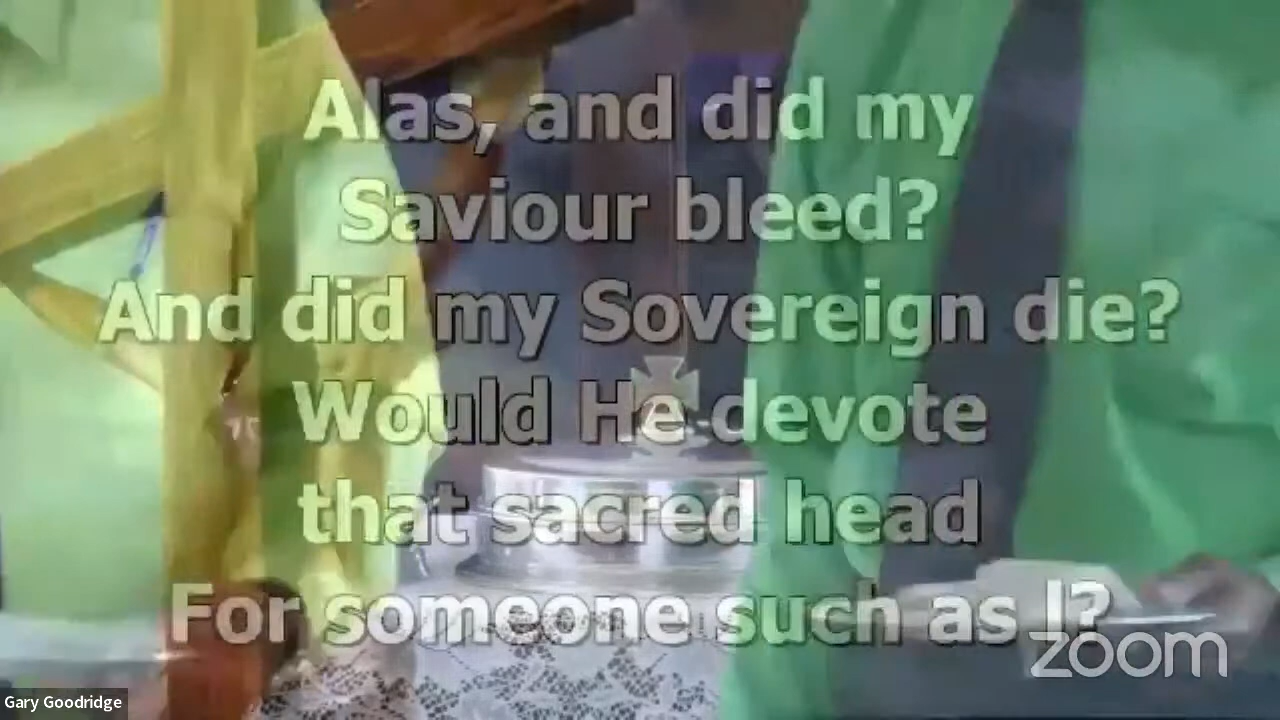 Alas, and did my
Saviour bleed?
And did my Sovereign die?
Would He devote
that sacred head
For someone such as I?
zoom
Gary Goodridge